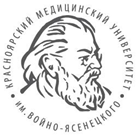 КРАСНОЯРСКИЙ МЕДИЦИНСКИЙ УНИВЕРСИТЕТ
ИМ. ВОЙНО-ЯСЕНЕЦКОГО